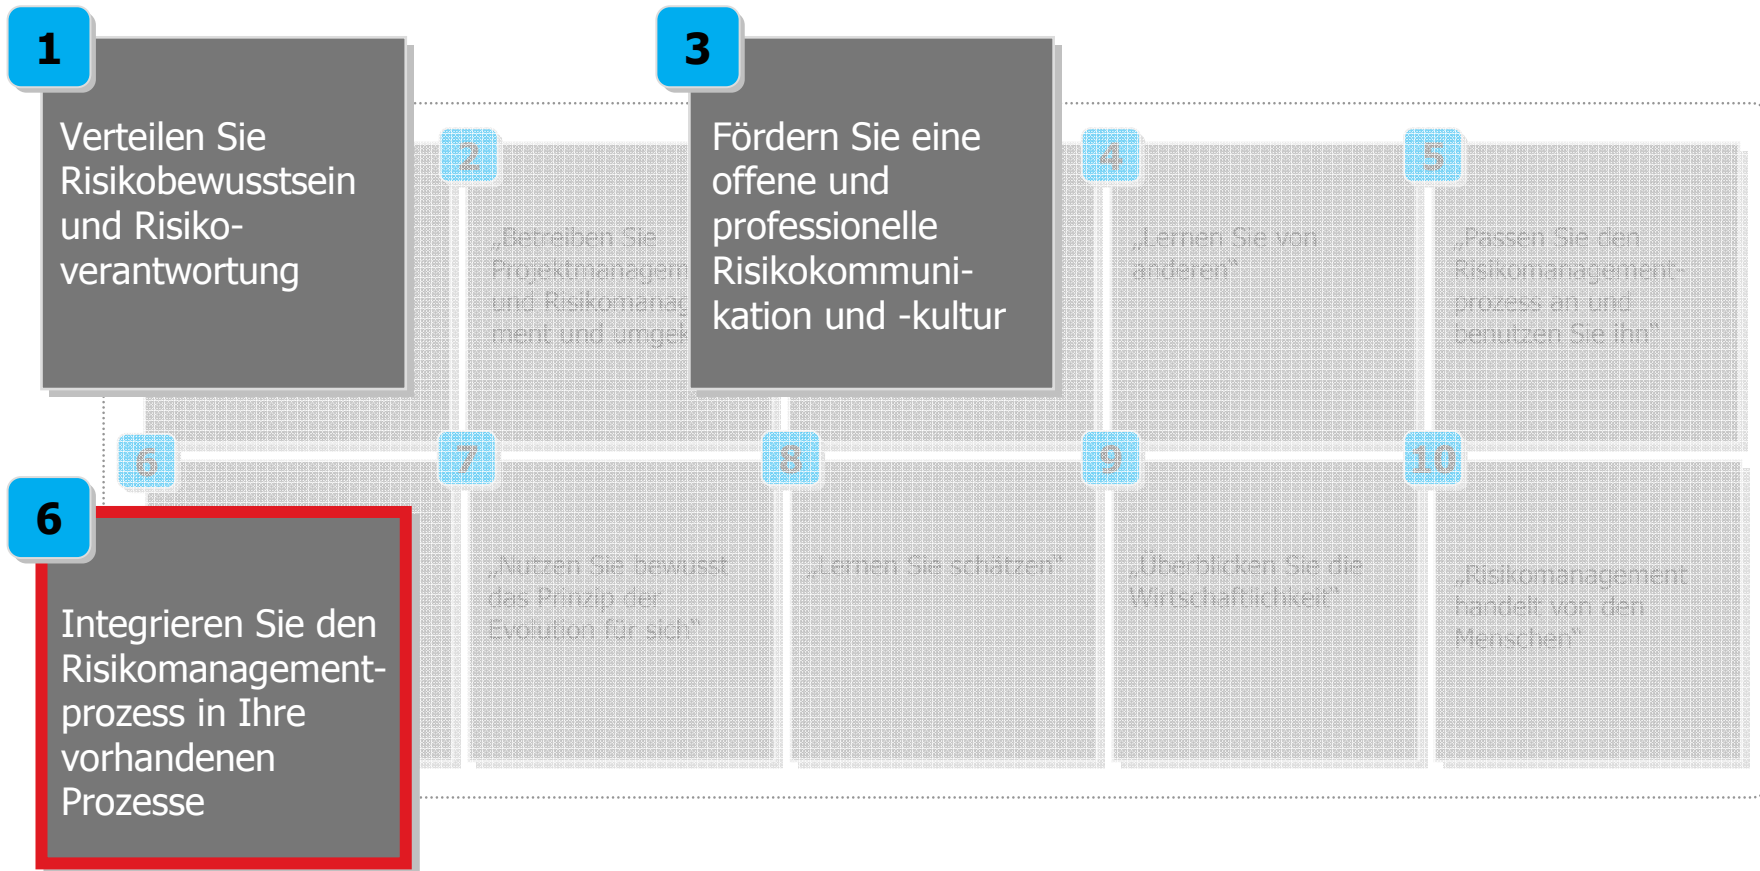 1
Verteilen Sie
Risikobewusstsein
und Risiko-
verantwortung
2
„Betreiben Sie
Projektmanagem
und Risikomanag
ment und umgek
3
Fördern Sie eine
offene und
professionelle
Risikokommuni-
kation und -kultur
4
„Lernen Sie von
anderen“
5
„Passen Sie den
Risikomanagement-
prozess an und
benutzen Sie ihn“
6
6
Integrieren Sie den
Risikomanagement-
prozess in Ihre
vorhandenen
Prozesse
7
„Nutzen Sie bewusst
das Prinzip der
Evolution für sich“
8
„Lernen Sie schätzen“
9
„Überblicken Sie die
Wirtschaftlichkeit“
10
„Risikomanagement
handelt von den
Menschen“